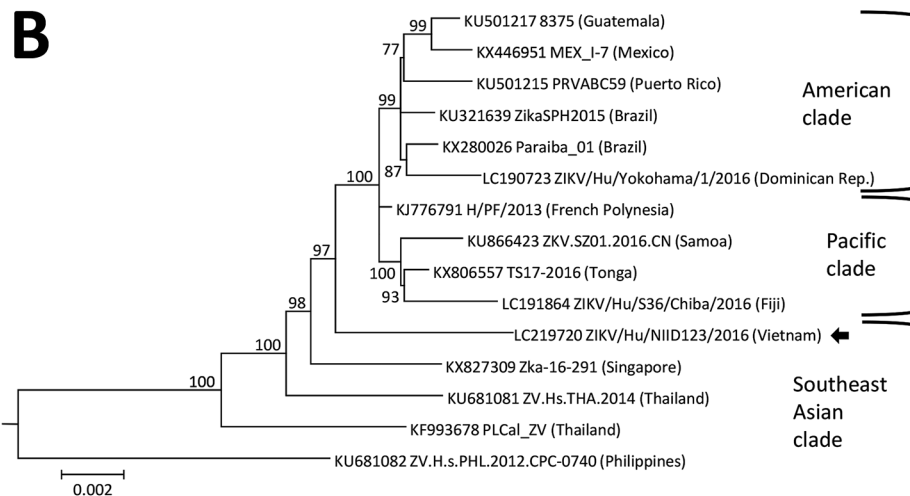 B
99
KU501217 8375 (Guatemala)
77
KX446951 MEX_I-7 (Mexico)
KU501215 PRVABC59 (Puerto Rico)
American
clade
99
KU321639 ZikaSPH2015 (Brazil)
KX280026 Paraiba_01 (Brazil)
87
LC190723 ZIKV/Hu/Yokohama/1/2016 (Dominican Rep.)
100
KJ776791 H/PF/2013 (French Polynesia)
KU866423 ZKV.SZ01.2016.CN (Samoa)
Pacific
clade
97
100
KX806557 TS17-2016 (Tonga)
93
LC191864 ZIKV/Hu/S36/Chiba/2016 (Fiji)
98
LC219720 ZIKV/Hu/NIID123/2016 (Vietnam)
100
KX827309 Zka-16-291 (Singapore)
100
KU681081 ZV.Hs.THA.2014 (Thailand)
Southeast
Asian
clade
KF993678 PLCal_ZV (Thailand)
KU681082 ZV.H.s.PHL.2012.CPC-0740 (Philippines)
0.002